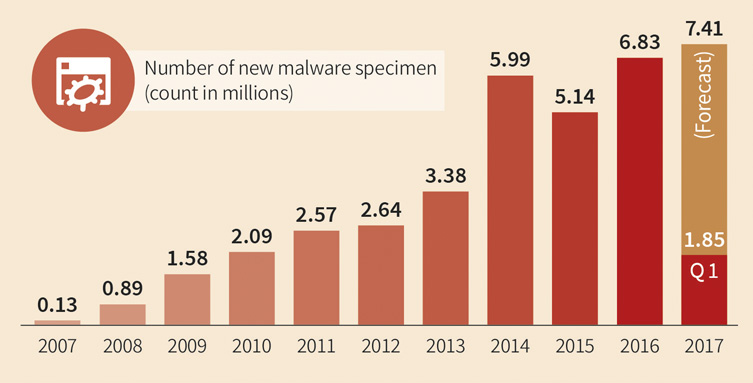 Number of new malware specimen
(count in millions)
0.13
0.89
1.58
2.09
2.57
2.64
3.38
5.99
5.14
6.83
7.41
(Forecast)
1.85
Q1
2007 2008 2009 2010 2011 2012 2013 2014 2015 2016 2017